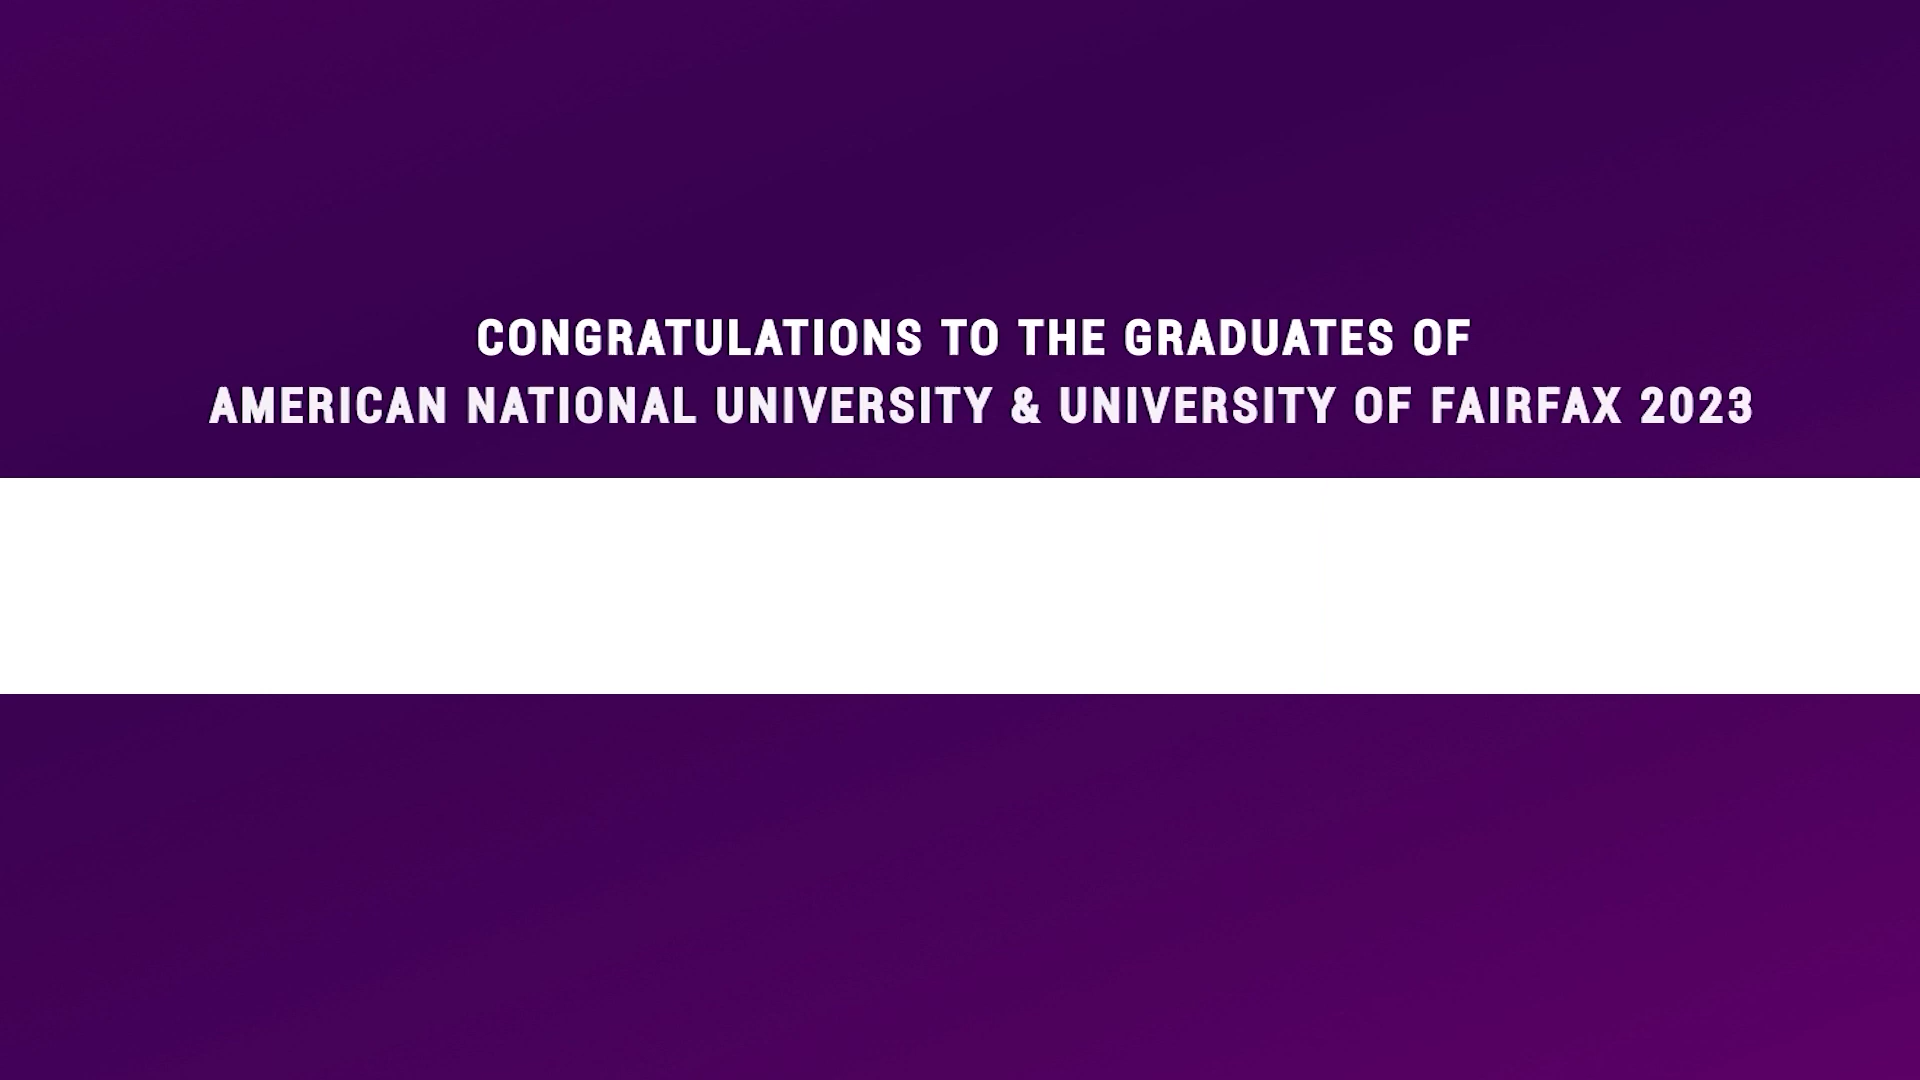 CONGRATULATIONS TO THE GRADUATES OF
AMERICAN NATIONAL UNIVERSITY & UNIVERSITY OF FAIRFAX 2023